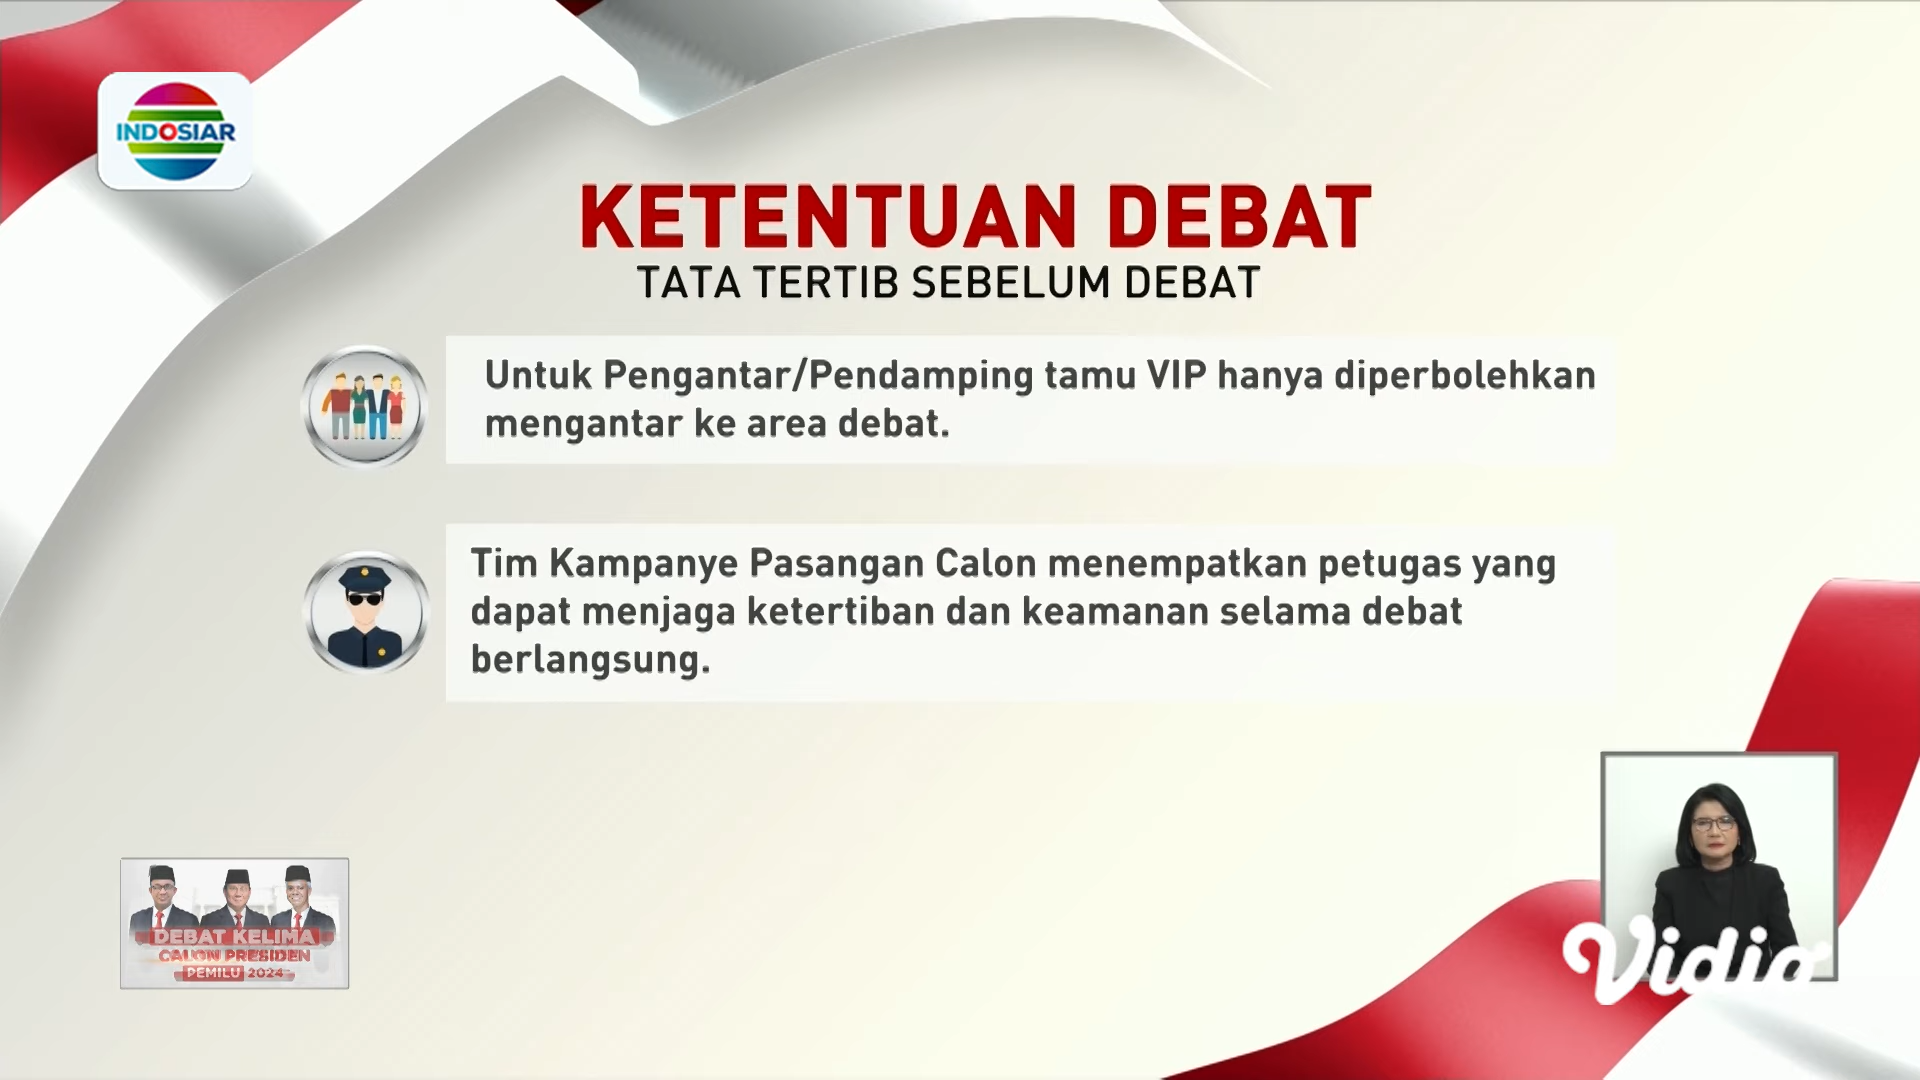 INDOSIAR
KETENTUAN DEBAT
TATA TERTIB SEBELUM DEBAT
Untuk Pengantar/Pendamping tamu VIP hanya diperbolehkan
mengantar ke area debat.
Tim Kampanye Pasangan Calon menempatkan petugas yang
dapat menjaga ketertiban dan keamanan selama debat
berlangsung.
DEBAT KELIMA
CALON PRESIDEN
PEMILU 2024
Vidio